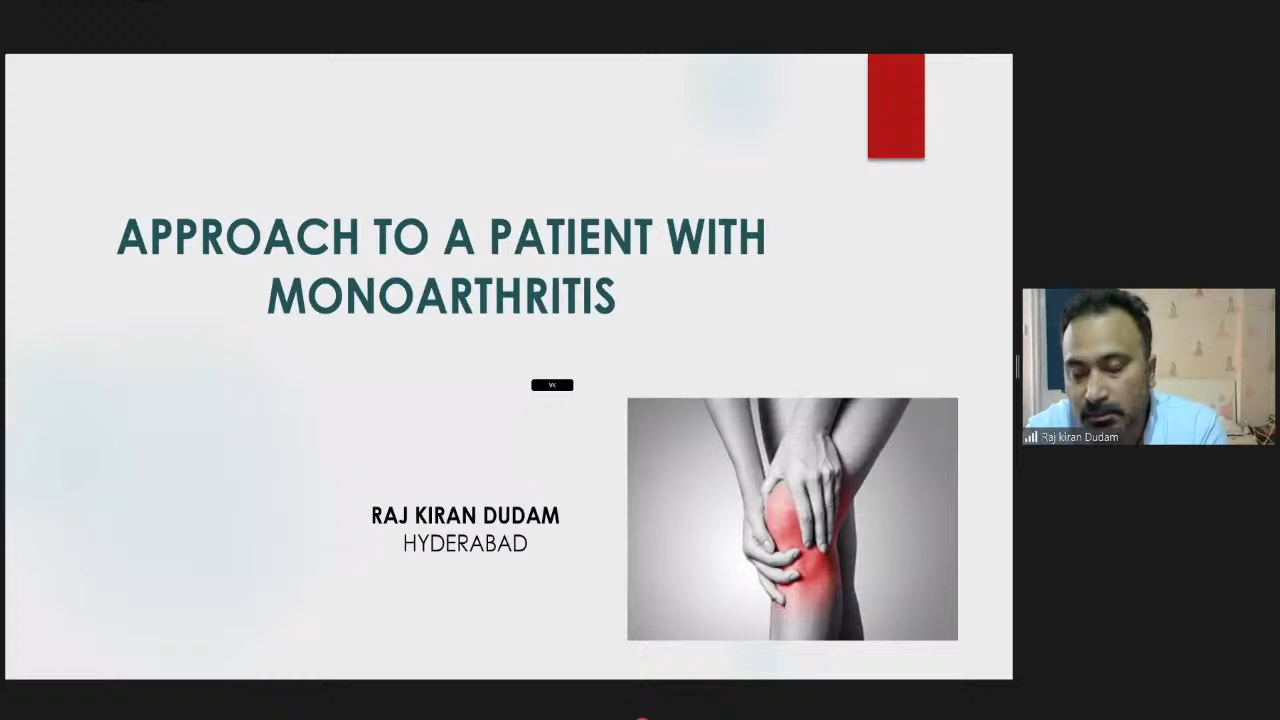 APPROACH TO A PATIENT WITH
MONOARTHRITIS
RAJ KIRAN DUDAM
HYDERABAD
Raj kiran Dudam